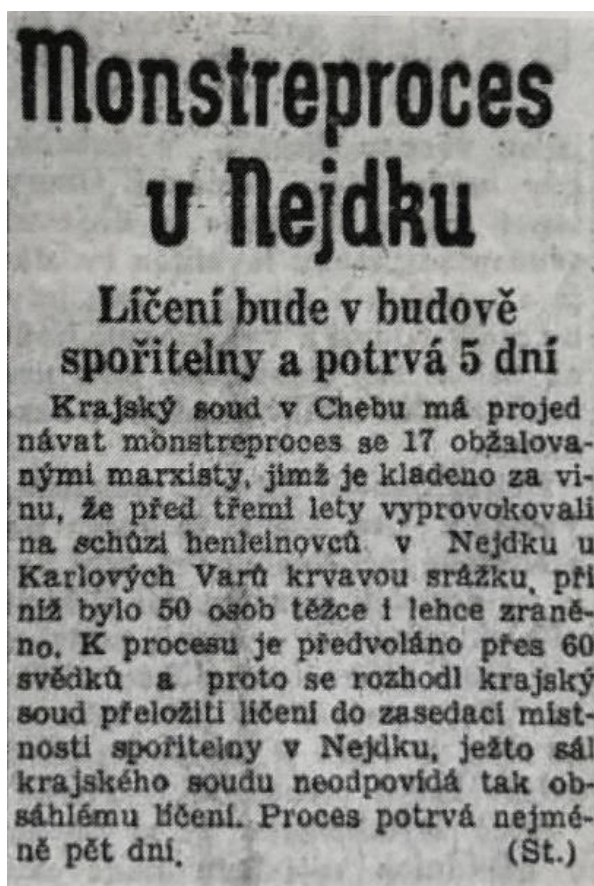 Monstreproces
u Nejdku
Líčení bude v budově
spořitelny a potrvá 5 dní
Krajský soud v Chebu má projed
návat monstreproces se 17 obžalova-
nými marxisty, jimž je kladeno za vi-
nu, že před třemi lety vyprovokovali
na schůzi henleinovců v Nejdku u
Karlových Varů krvavou srážku, při
níž bylo 50 osob těžce i lehce zraně-
no. K procesu je předvoláno přes 60
svědků a proto se rozhodl krajský
soud přeložiti líčení do zasedací míst-
nosti spořitelny v Nejdku, ježto sál
krajského soudu neodpovídá tak ob-
sáhlému líčení. Proces potrvá nejmé-
ně pět dní. (St.)